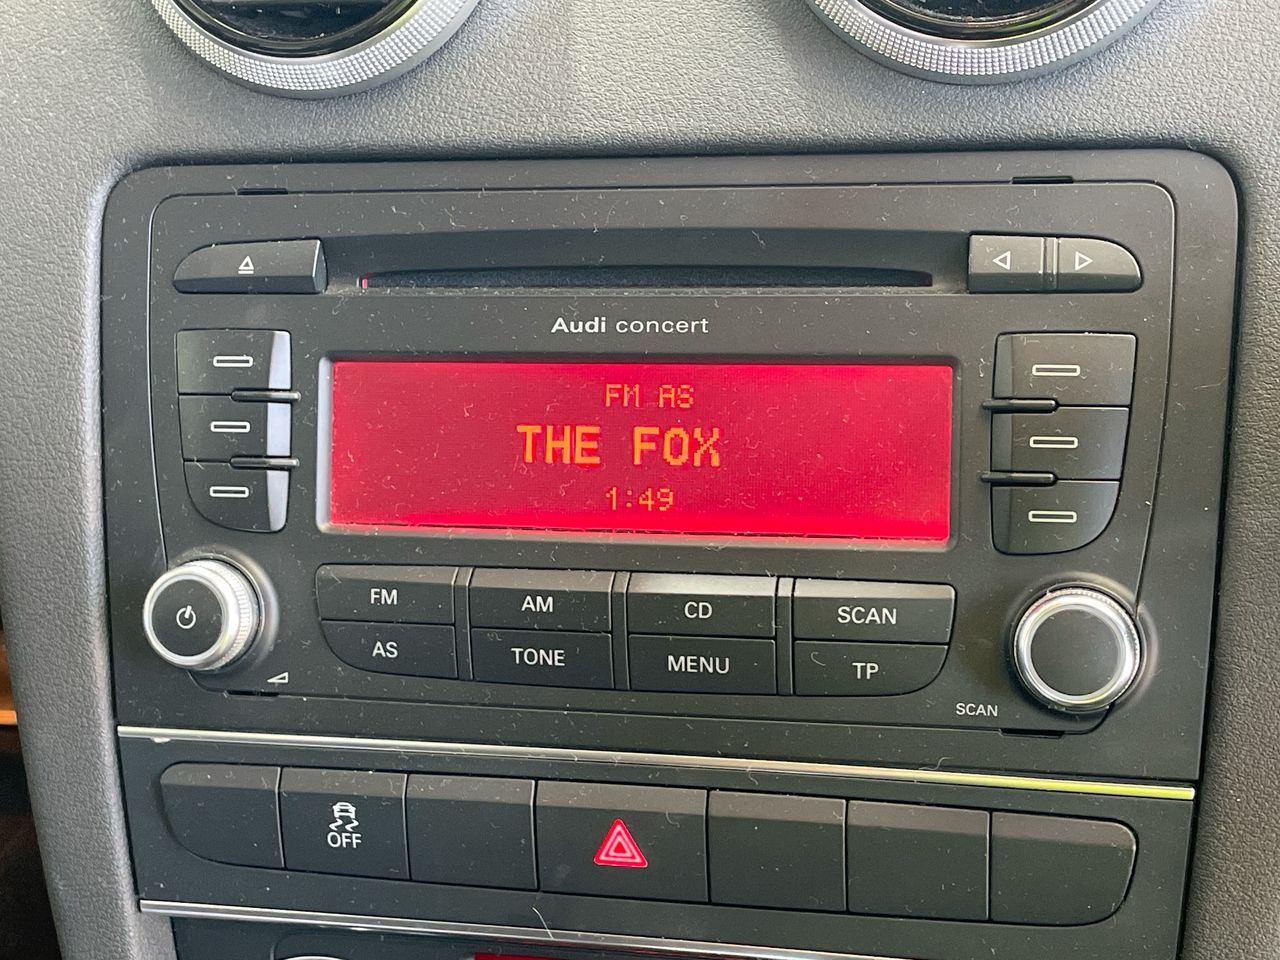 Audi concert
FM AS
THE FOX
1:49
FM
AM
CD
SCAN
AS
TONE
MENU
TP
SCAN
OFF